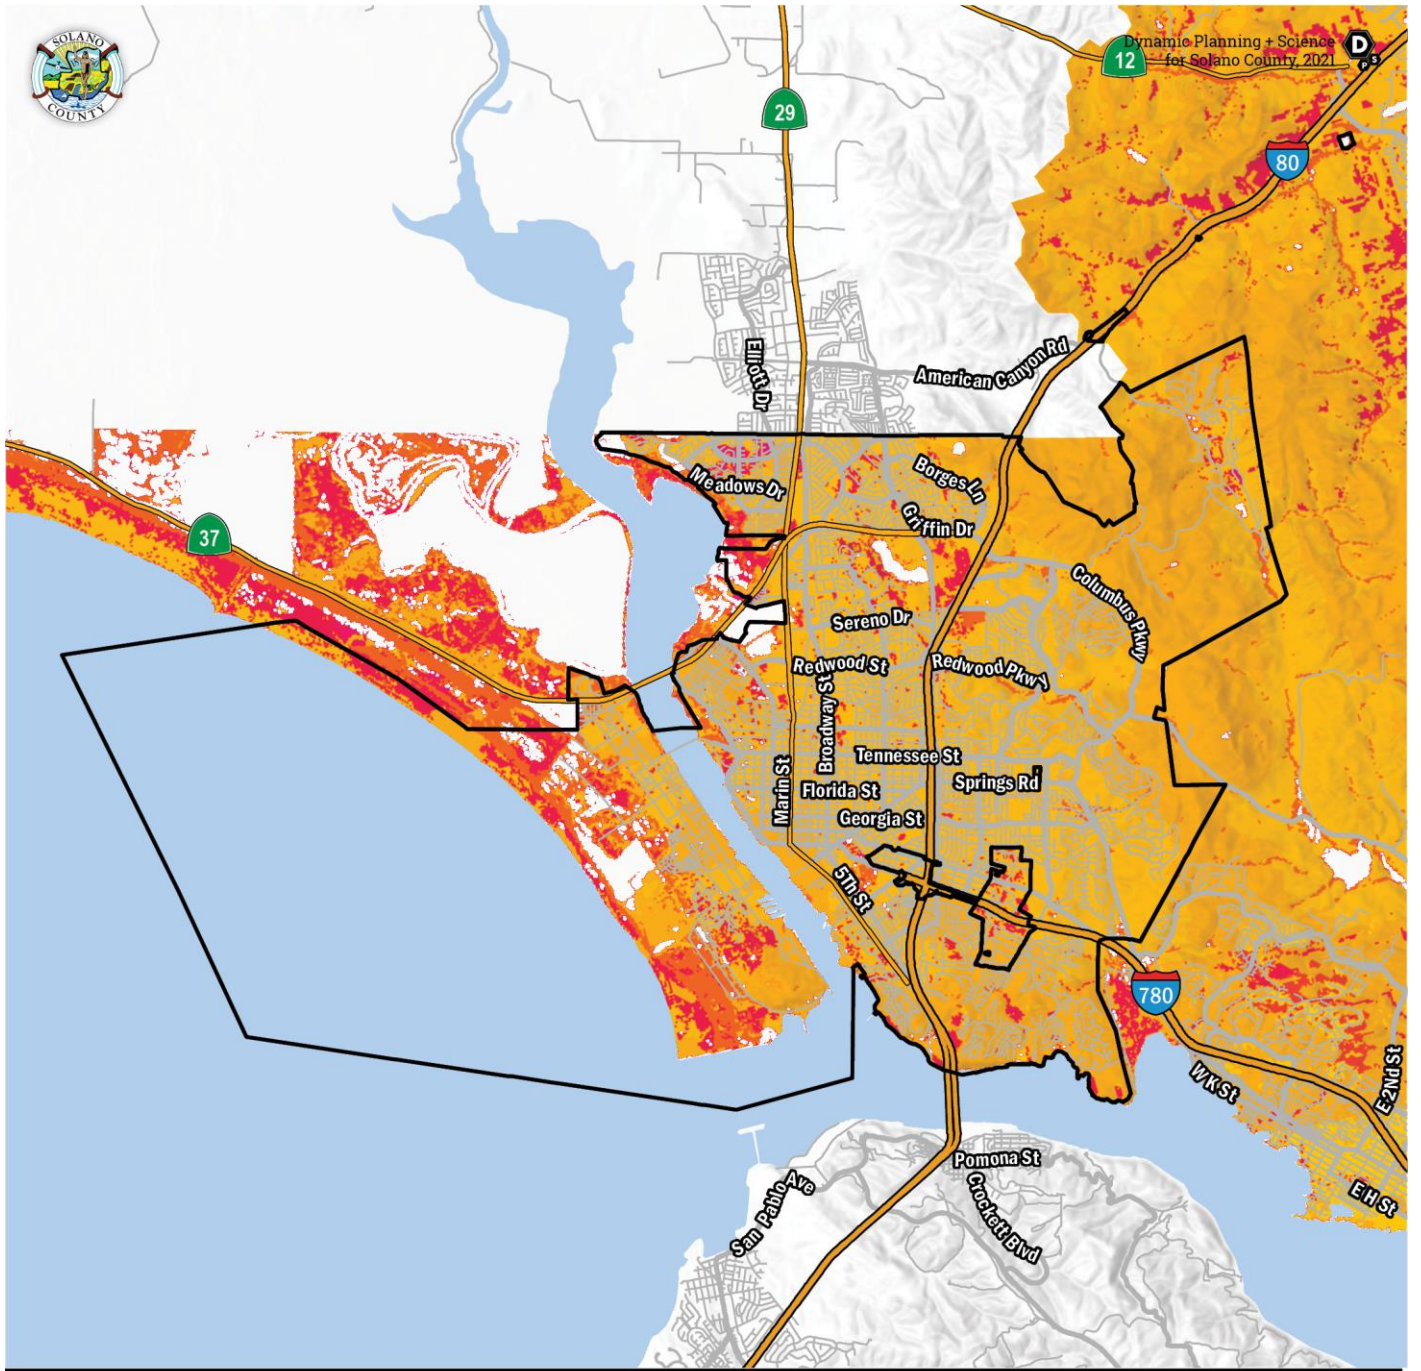 SOLANO
COUNTY
Dynamic Planning + Science
for Solano County, 2021
D
P
S
12
29
80
Elliott Dr
American Canyon Rd
Meadows Dr
Borges Ln
Griffin Dr
37
Columbus Pkwy
Sereno Dr
Redwood St
Redwood Pkwy
Broadway St
Tennessee St
Marin St
Florida St
Springs Rd
Georgia St
5Th St
780
W K St
E 2Nd St
Pomona St
San Pablo Ave
Crockett Blvd
E H St